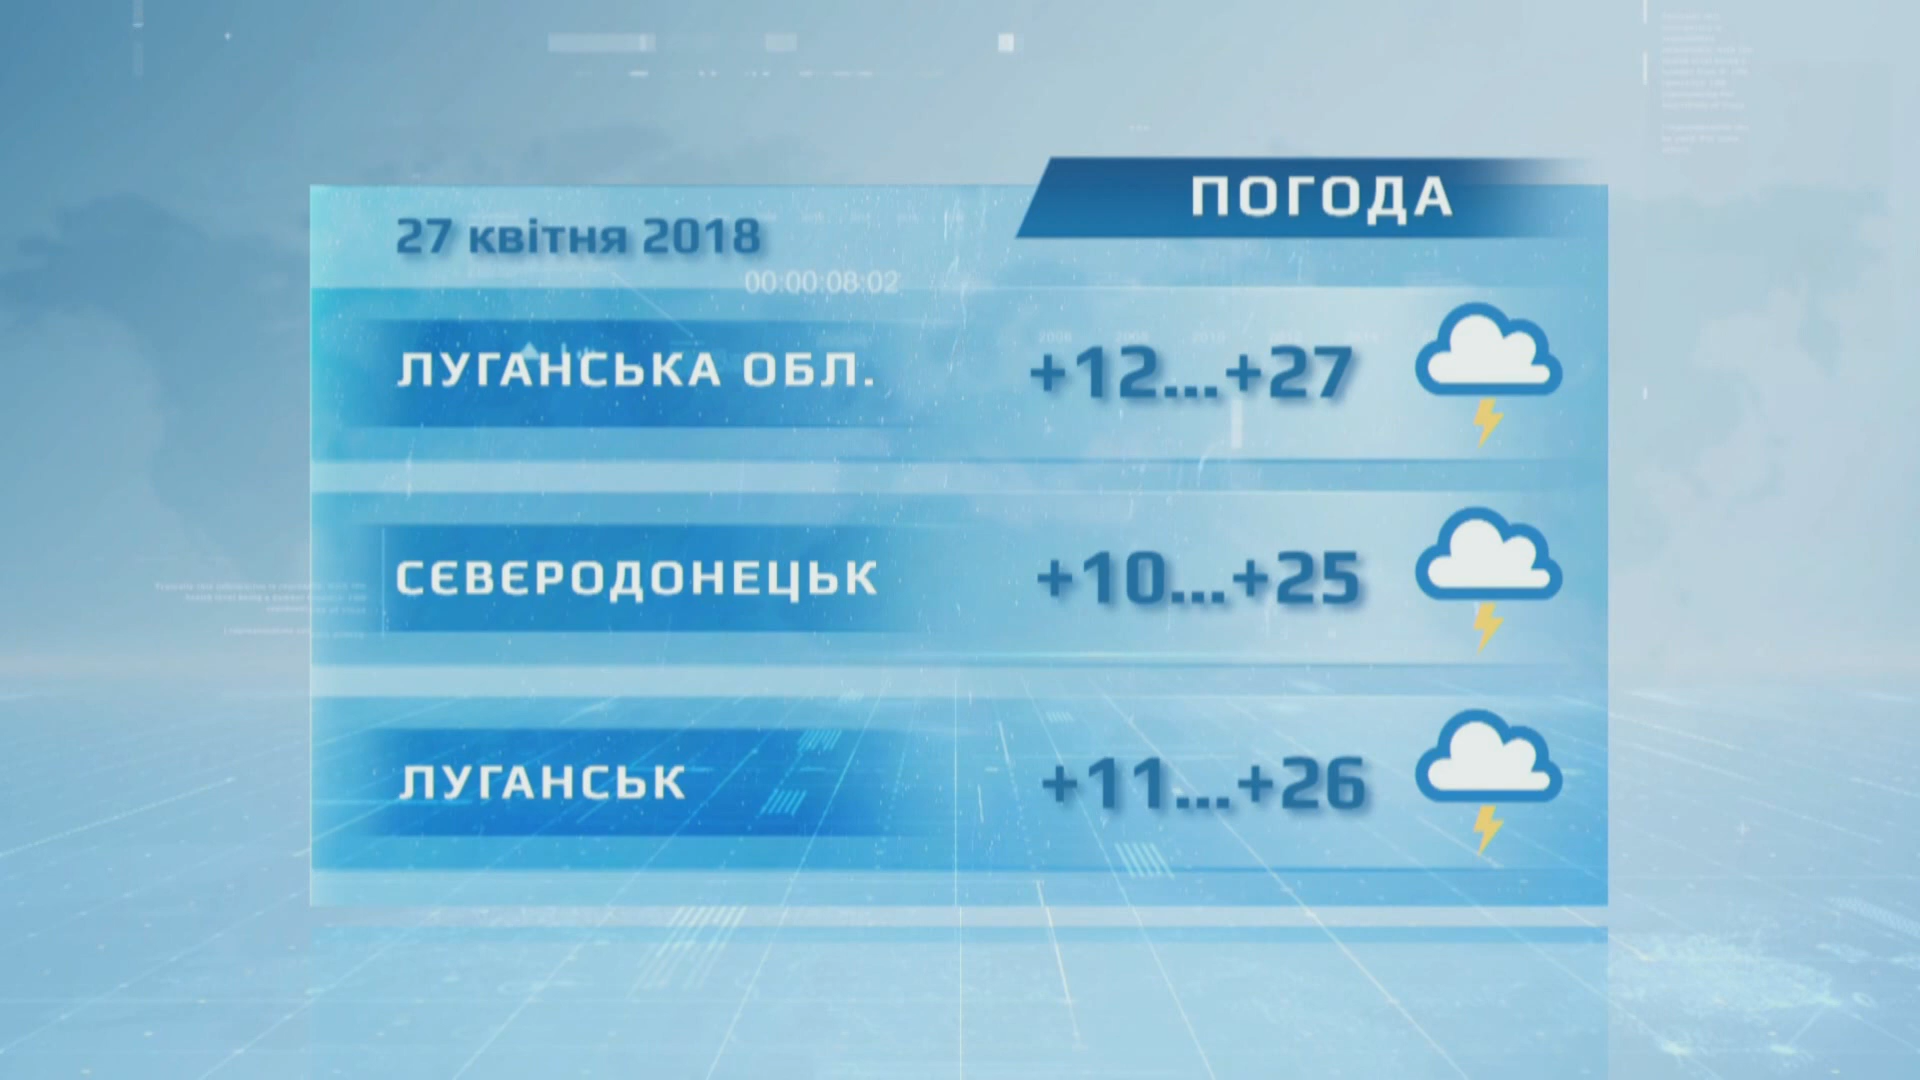 ПОГОДА
27 квітня 2018
00:00:08:02
ЛУГАНСЬКА ОБЛ. +12...+27
СЄВЄРОДОНЕЦЬК +10...+25
ЛУГАНСЬК +11...+26